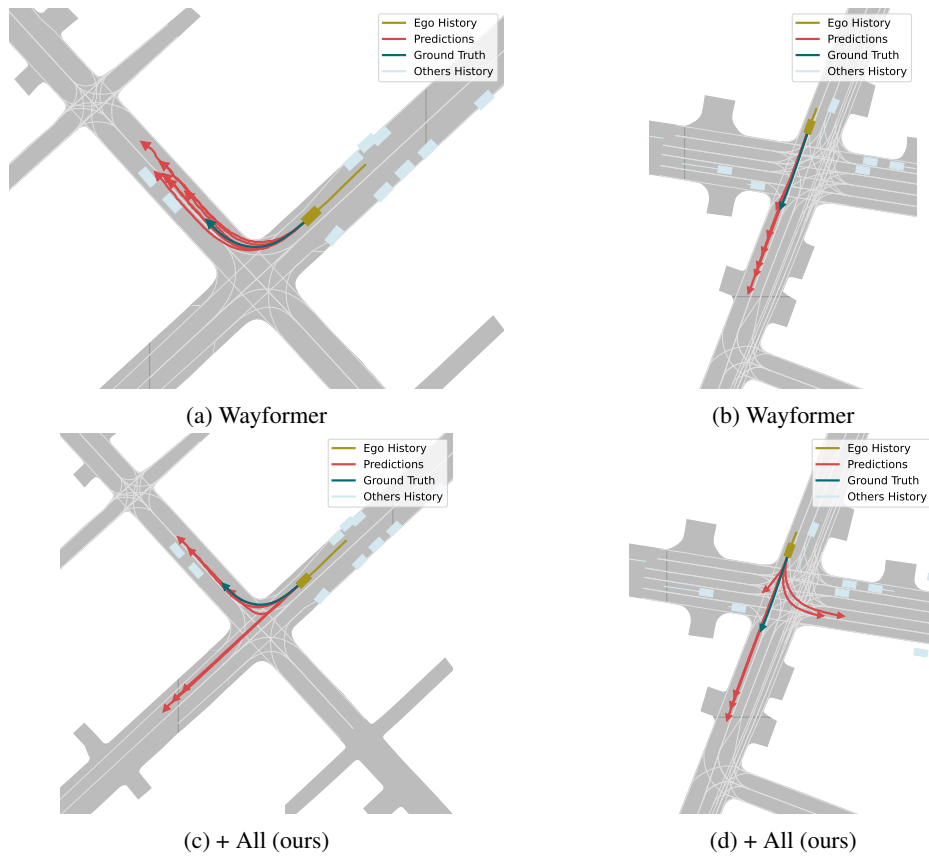 Ego History
Predictions
Ground Truth
Others History
Ego History
Predictions
Ground Truth
Others History
(a) Wayformer
(b) Wayformer
Ego History
Predictions
Ground Truth
Others History
Ego History
Predictions
Ground Truth
Others History
(c) + All (ours)
(d) + All (ours)